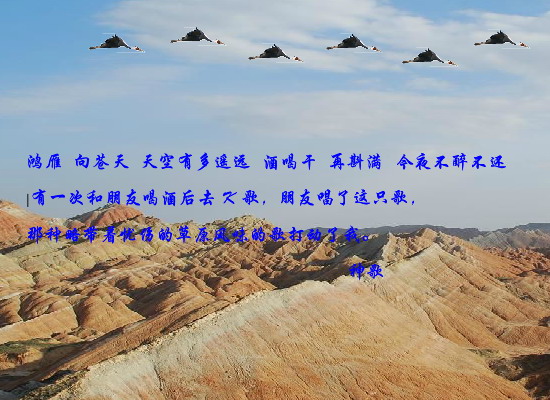 鸿雁 向苍天 天空有多遥远 酒喝干 再斟满 今夜不醉不还
有一次和朋友喝酒后去 K 歌，朋友唱了这只歌，
那种略带着忧伤的草原风味的歌打动了我。
神歌